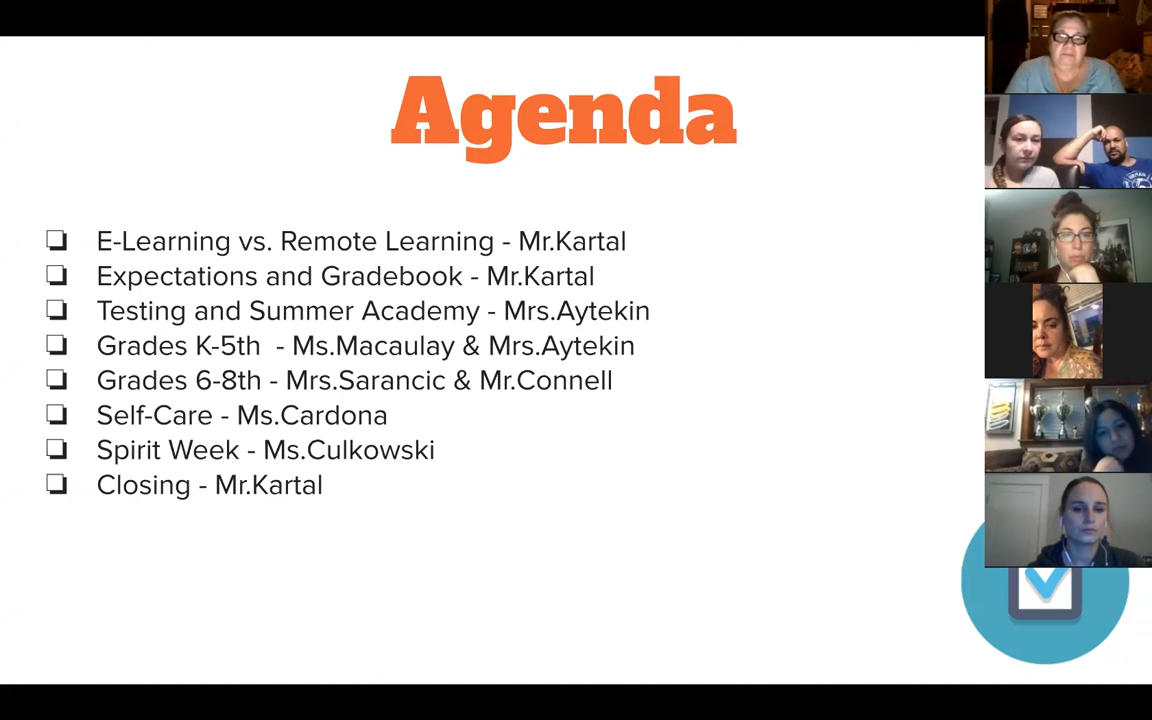 Agenda
❏ E-Learning vs. Remote Learning - Mr.Kartal
❏ Expectations and Gradebook - Mr.Kartal
❏ Testing and Summer Academy - Mrs.Aytekin
❏ Grades K-5th  - Ms.Macaulay & Mrs.Aytekin
❏ Grades 6-8th - Mrs.Sarancic & Mr.Connell
❏ Self-Care - Ms.Cardona
❏ Spirit Week - Ms.Culkowski
❏ Closing - Mr.Kartal